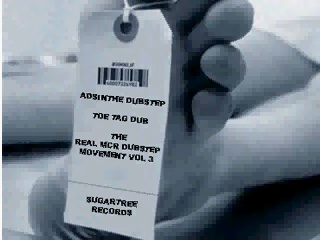 ADSINTHE DUBSTEP
TOE TAG DUB
THE
REAL MCR DUBSTEP
MOVEMENT VOL 3
SUGARTREE
RECORDS